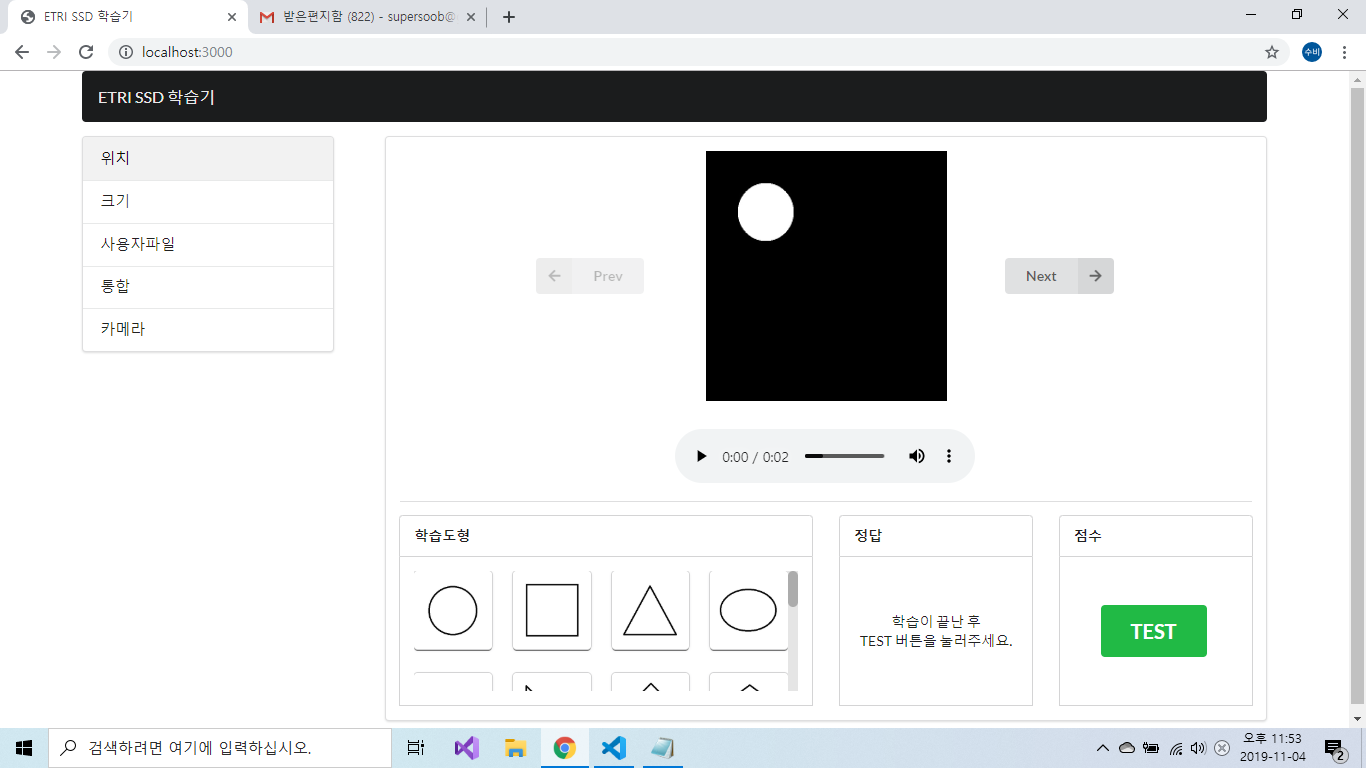 ETRI SSD 학습기
받은편지함 (822) - supersoob@
localhost:3000
수비
ETRI SSD 학습기
위치
크기
사용자파일
통합
카메라
Prev
Next
0:00 / 0:02
학습도형
정답
점수
학습이 끝난 후
TEST 버튼을 눌러주세요.
TEST
검색하려면 여기에 입력하십시오.
오후 11:53
2019-11-04
2